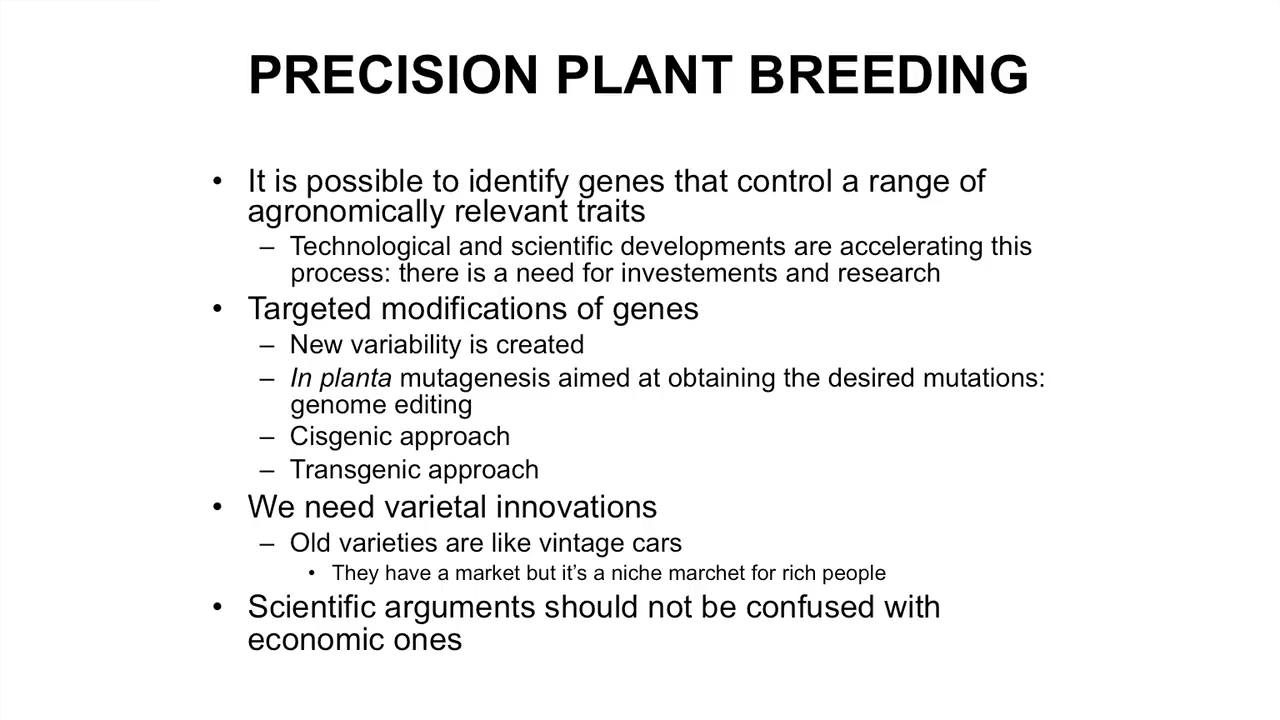 PRECISION PLANT BREEDING
• It is possible to identify genes that control a range of
agronomically relevant traits
– Technological and scientific developments are accelerating this
process: there is a need for investements and research
• Targeted modifications of genes
– New variability is created
– In planta mutagenesis aimed at obtaining the desired mutations:
genome editing
– Cisgenic approach
– Transgenic approach
• We need varietal innovations
– Old varieties are like vintage cars
• They have a market but it’s a niche marchet for rich people
• Scientific arguments should not be confused with
economic ones